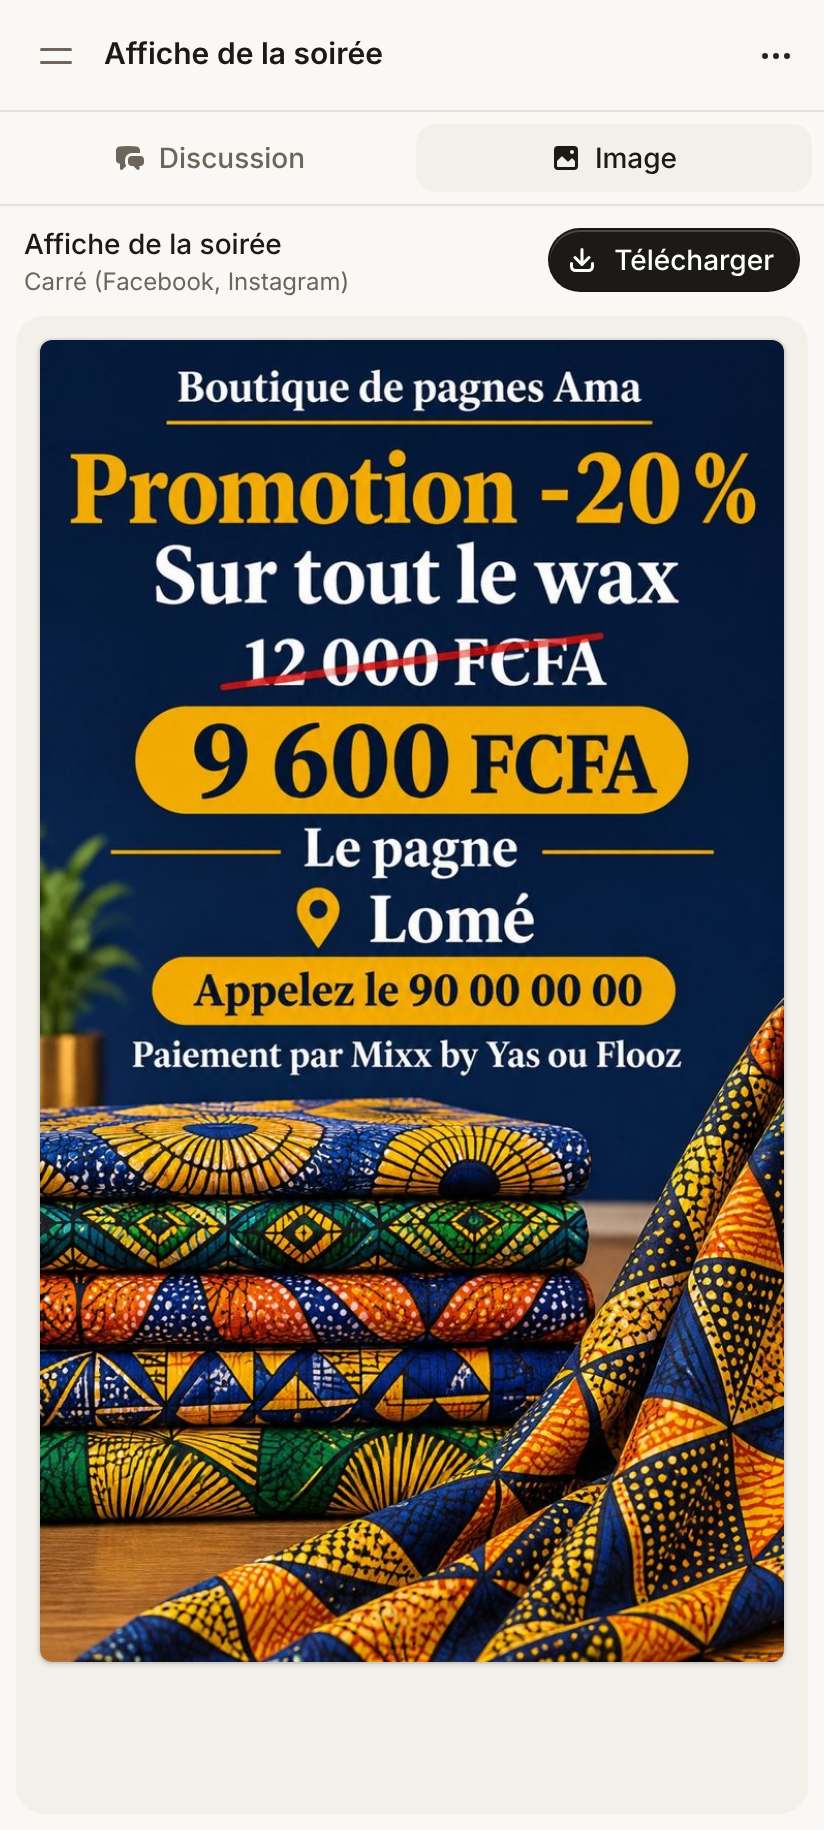 Affiche de la soirée
Discussion
Image
Affiche de la soirée
Carré (Facebook, Instagram)
Télécharger
Boutique de pagnes Ama
Promotion -20 %
Sur tout le wax
12 000 FCFA
9 600 FCFA
Le pagne
Lomé
Appelez le 90 00 00 00
Paiement par Mixx by Yas ou Flooz